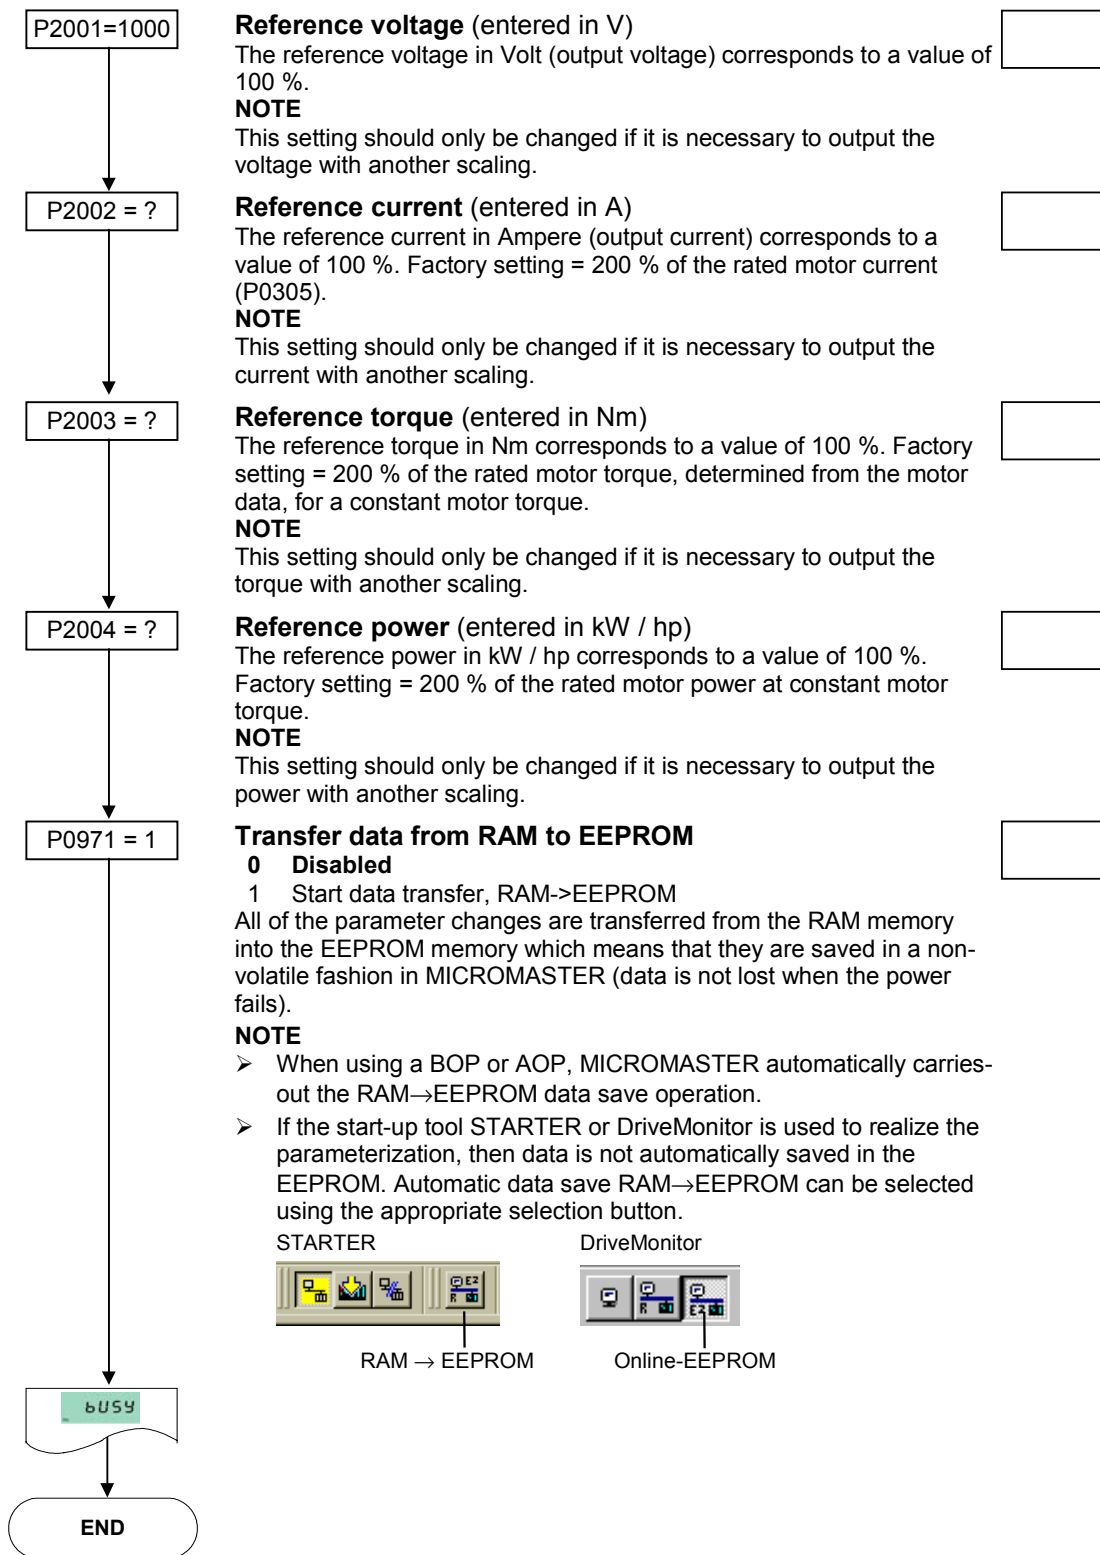 P2001=1000
Reference voltage (entered in V)
The reference voltage in Volt (output voltage) corresponds to a value of
100 %.
NOTE
This setting should only be changed if it is necessary to output the
voltage with another scaling.
P2002 = ?
Reference current (entered in A)
The reference current in Ampere (output current) corresponds to a
value of 100 %. Factory setting = 200 % of the rated motor current
(P0305).
NOTE
This setting should only be changed if it is necessary to output the
current with another scaling.
P2003 = ?
Reference torque (entered in Nm)
The reference torque in Nm corresponds to a value of 100 %. Factory
setting = 200 % of the rated motor torque, determined from the motor
data, for a constant motor torque.
NOTE
This setting should only be changed if it is necessary to output the
torque with another scaling.
P2004 = ?
Reference power (entered in kW / hp)
The reference power in kW / hp corresponds to a value of 100 %.
Factory setting = 200 % of the rated motor power at constant motor
torque.
NOTE
This setting should only be changed if it is necessary to output the
power with another scaling.
P0971 = 1
Transfer data from RAM to EEPROM
0 Disabled
1 Start data transfer, RAM->EEPROM
All of the parameter changes are transferred from the RAM memory
into the EEPROM memory which means that they are saved in a non-
volatile fashion in MICROMASTER (data is not lost when the power
fails).
NOTE
➢ When using a BOP or AOP, MICROMASTER automatically carries-
out the RAM→EEPROM data save operation.
➢ If the start-up tool STARTER or DriveMonitor is used to realize the
parameterization, then data is not automatically saved in the
EEPROM. Automatic data save RAM→EEPROM can be selected
using the appropriate selection button.
STARTER DriveMonitor
E2
R
R
E2
RAM → EEPROM Online-EEPROM
bUSY
END